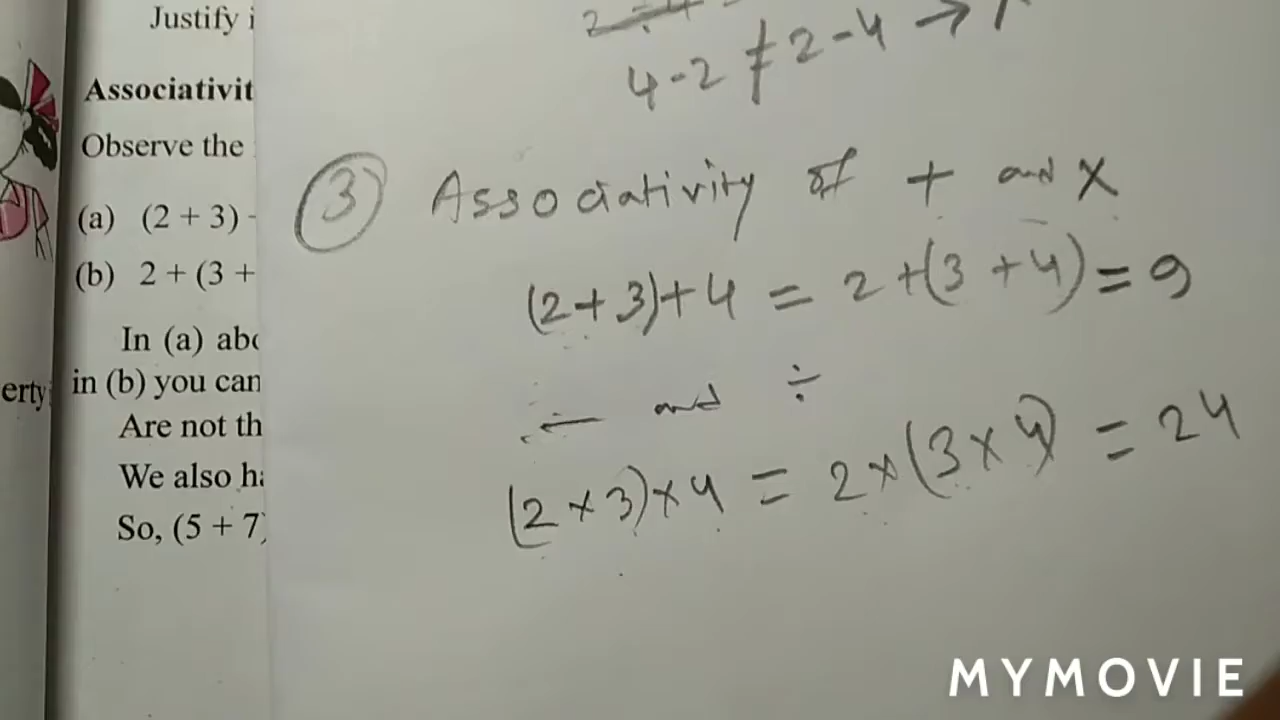 Justify i
Associativit
Observe the
(a) (2 + 3) -
(b) 2 + (3 +
In (a) abo
in (b) you can
erty
Are not th
We also ha
So, (5 + 7)
2 ÷ 4
4 - 2 ≠ 2 - 4 →
3 Associativity of + and ×
(2 + 3) + 4 = 2 + (3 + 4) = 9
- and ÷
(2 × 3) × 4 = 2 × (3 × 4) = 24
MYMOVIE